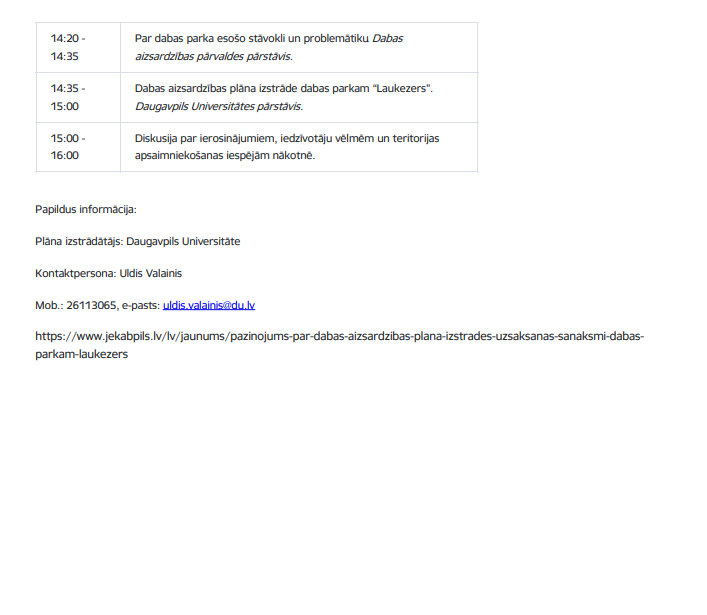 14:20 - Par dabas parka esošo stāvokli un problemātiku. Dabas
14:35 aizsardzības pārvaldes pārstāvis.
14:35 - Dabas aizsardzības plāna izstrāde dabas parkam “Laukezers”.
15:00 Daugavpils Universitātes pārstāvis.
15:00 - Diskusija par ierosinājumiem, iedzīvotāju vēlmēm un teritorijas
16:00 apsaimniekošanas iespējām nākotnē.
Papildus informācija:
Plāna izstrādātājs: Daugavpils Universitāte
Kontaktpersona: Uldis Valainis
Mob.: 26113065, e-pasts: uldis.valainis@du.lv
https://www.jekabpils.lv/lv/jaunums/pazinojums-par-dabas-aizsardzibas-plana-izstrades-uzsaksanas-sanaksmi-dabas-
parkam-laukezers